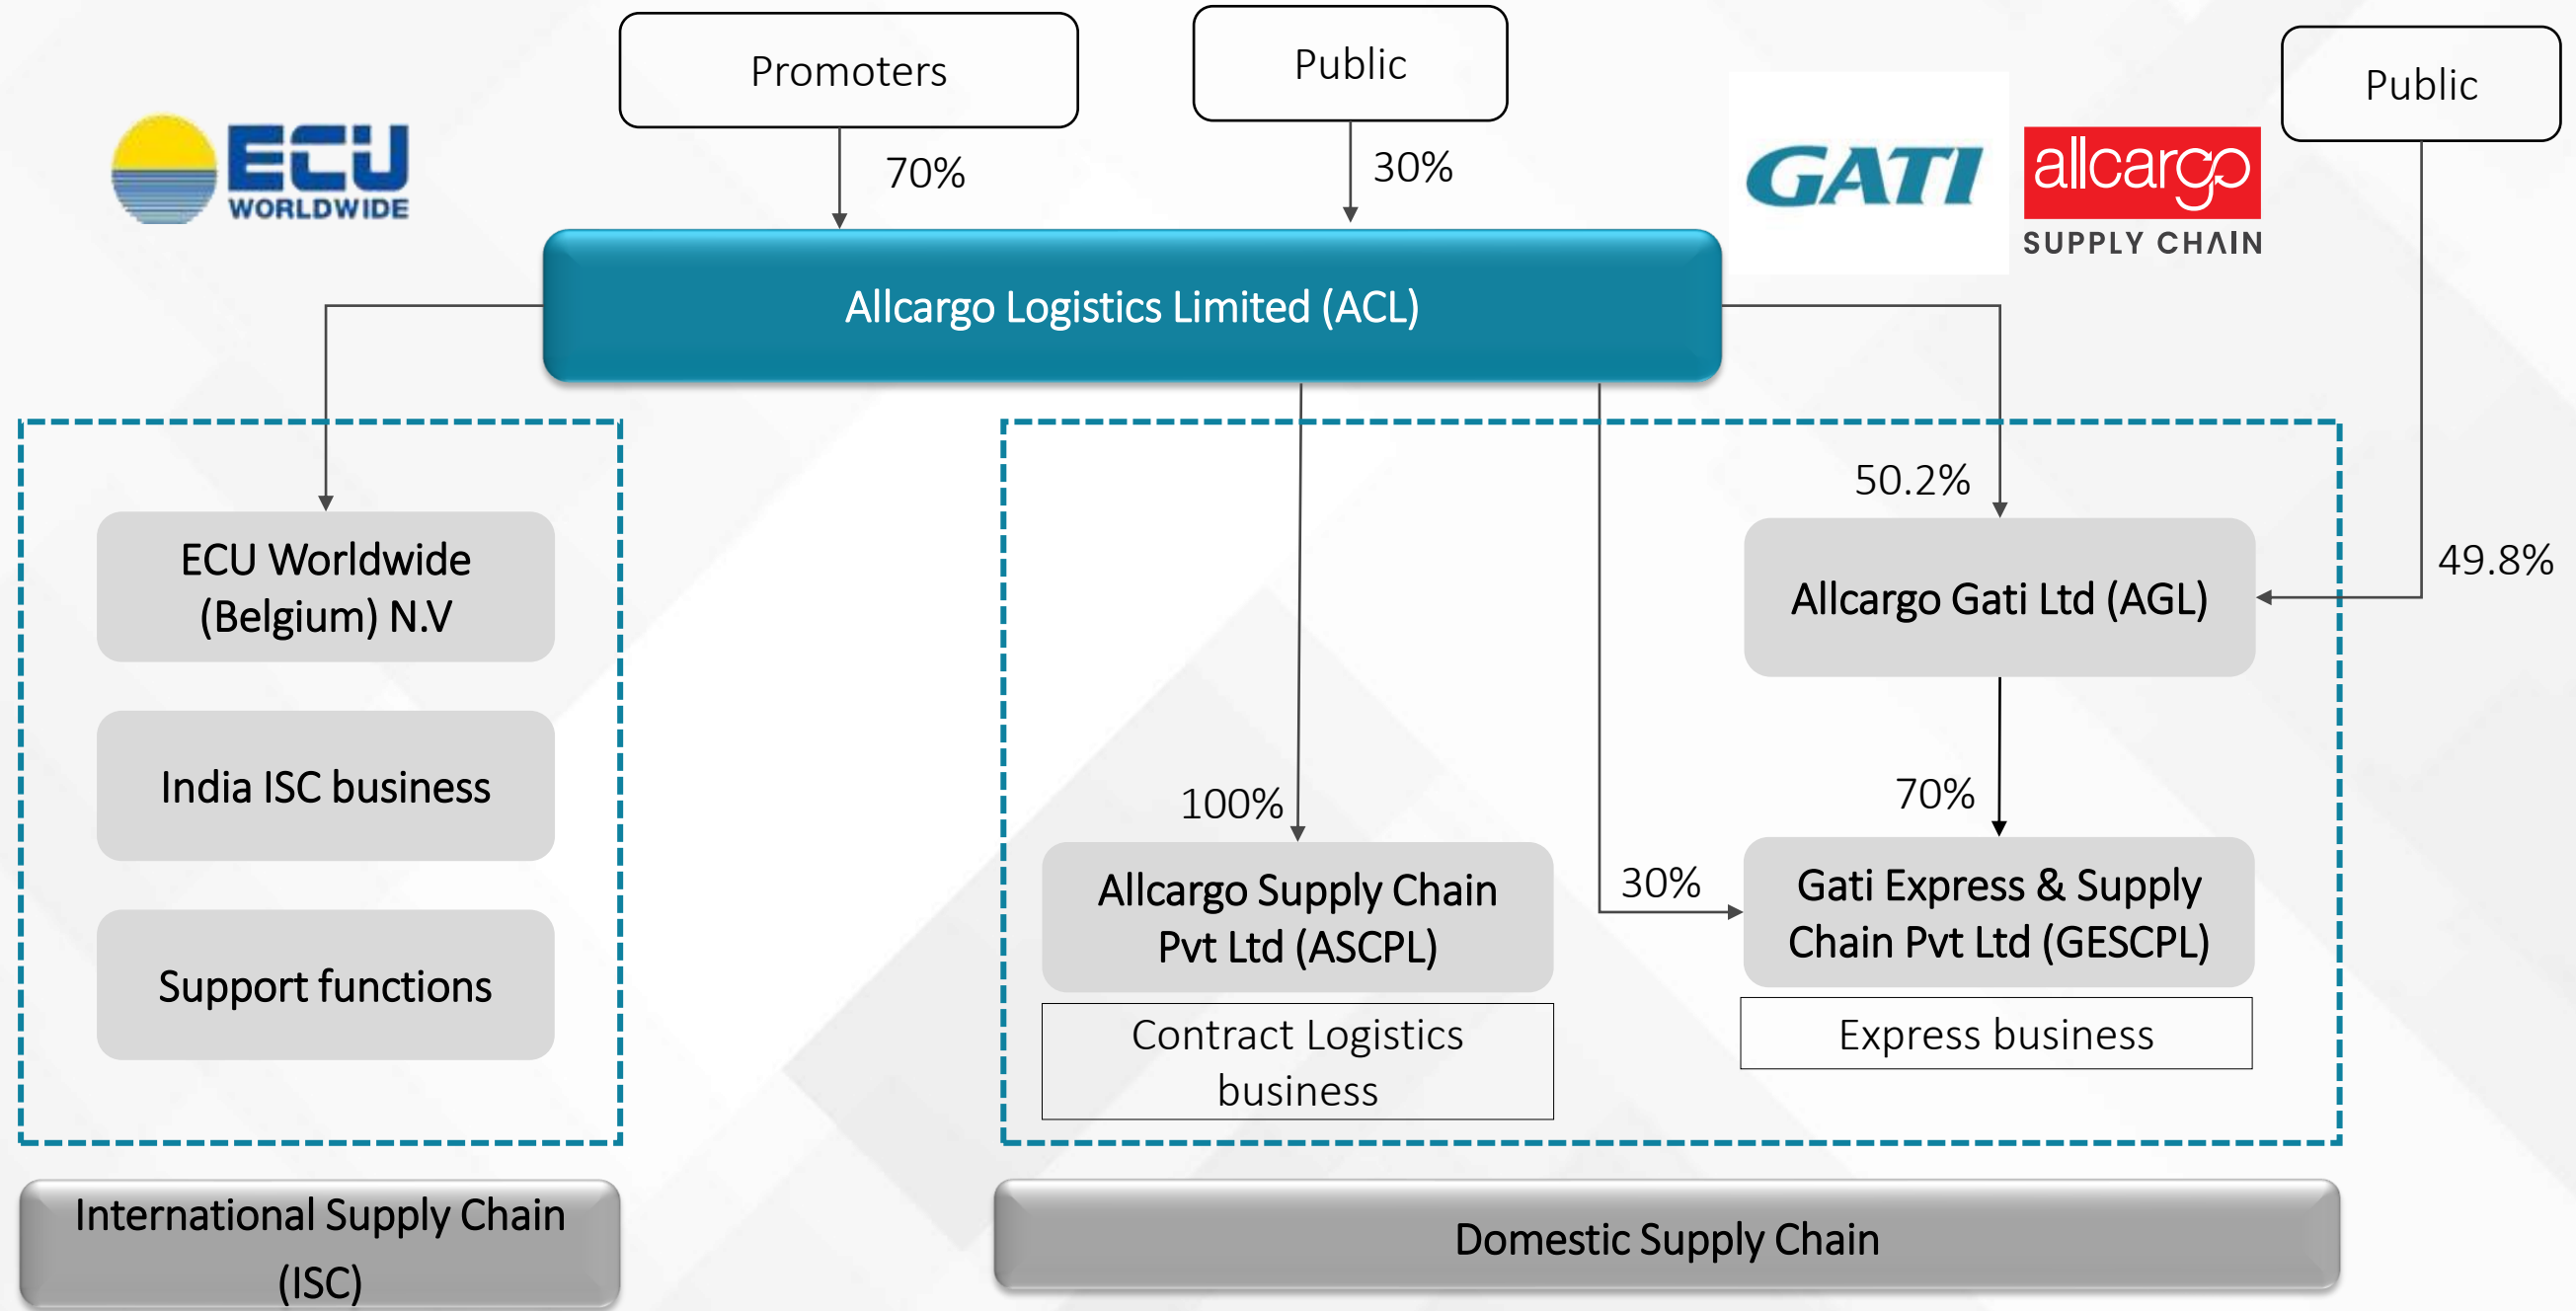 Promoters
Public
Public
ECU
WORLDWIDE
70%
30%
GATI
allcargo
SUPPLY CHAIN
Allcargo Logistics Limited (ACL)
50.2%
49.8%
ECU Worldwide
(Belgium) N.V
Allcargo Gati Ltd (AGL)
India ISC business
100%
70%
30%
Support functions
Allcargo Supply Chain
Pvt Ltd (ASCPL)
Gati Express & Supply
Chain Pvt Ltd (GESCPL)
Contract Logistics
business
Express business
International Supply Chain
(ISC)
Domestic Supply Chain